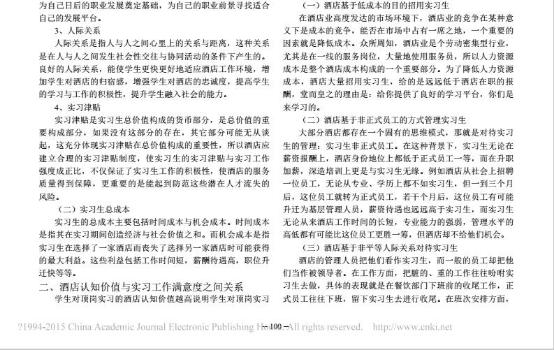 为自己日后的职业发展奠定基础，为自己的职业前景寻找适合
自己的发展平台。
3、人际关系
人际关系是指人与人之间心里上的关系与距离，这种关系
是在人与人之间发生社会性交往与协同活动的条件下产生的。
良好的人际关系，能使学生更快更好地适应酒店工作环境，增
加学生对酒店的归宿感，增强学生对酒店的忠诚度，提高学生
的学习与工作的积极性，提升学生融入社会的能力。
4、实习津贴
实习津贴是实习生总价值构成的货币部分，是总价值的重
要构成部分，如果没有这部分的存在，其它部分可能无从谈
起，这充分体现实习津贴在总价值构成的重要性，所以酒店应
建立合理的实习津贴制度，使实习生的实习津贴与实习工作
强度成正比，不仅保证了实习生工作的积极性，使酒店的服务
质量得到保障，更重要的是能起到防范这些潜在人才流失的
风险。
（二）实习生总成本
实习生的总成本主要包括时间成本与机会成本。时间成本
是指其在实习期间创造经济与社会价值之和。而机会成本是指
实习生在选择了一家酒店而丧失了选择另一家酒店时可能获得
的最大利益。这些利益包括工作时间短，薪酬待遇高，职位升
迁快等等。
二、酒店认知价值与实习工作满意度之间关系
学生对顶岗实习的酒店认知价值越高说明学生对顶岗实习
（一）酒店基于低成本的目的招用实习生
在酒店业高度发达的市场环境下，酒店业的竞争在某种意
义下是成本的竞争，能否在市场中占有一席之地，一个重要的
因素就是降低成本。众所周知，酒店业是个劳动密集型行业，
尤其是在一线的服务岗位，大量地使用服务员，所以人力资源
成本是整个酒店成本构成的一个重要部分。为了降低人力资源
成本，酒店大量招用实习生，给的是远远低于酒店在职的报
酬，堂而皇之的理由是：给你提供了良好的学习平台，你们是
来学习的。
（二）酒店基于非正式员工的方式管理实习生
大部分酒店都存在一个固有的思维模式，那就是对待实习
生的管理：实习生非正式员工。在这种背景下，实习生无论在
薪资报酬上，酒店身份地位上都低于正式员工一等，而在升职
加薪，深造培训上更是与实习生无缘。例如酒店从社会上招聘
一位员工，无论从专业、学历上都不如实习生，但一到三个月
后，这位员工就转为正式员工，若干个月后，这位员工有可能
升迁为基层管理人员，薪资待遇也远远高于实习生，而实习生
无论从来酒店工作时间的长短，专业能力的强弱，管理水平的
高低都有可能比这位员工更胜一筹，但酒店却不给他们机会。
（三）酒店基于非平等人际关系对待实习生
酒店的管理人员把他们看作实习生，而一般的员工却把他
们当作被领导者。在工作方面，把脏的、重的工作往往吩咐实
习生去做，具体的表现就是在餐饮部门下班前的收尾工作，正
式员工往往下班，留下实习生去进行收尾。在班次安排方面，
— 100 —
?1994-2015 China Academic Journal Electronic Publishing House. All rights reserved. http://www.cnki.net